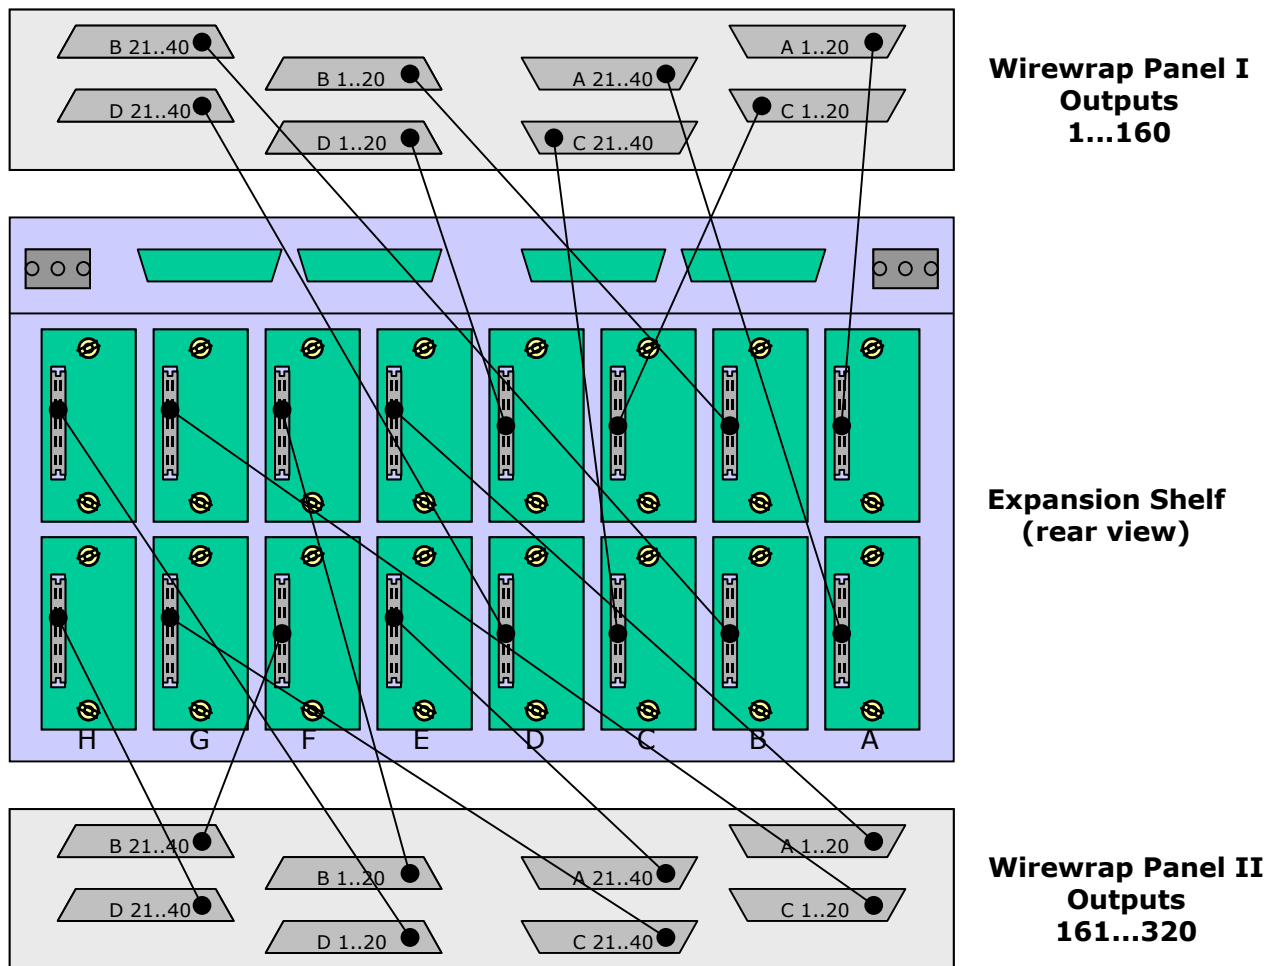 B 21..40
A 1..20
B 1..20
A 21..40
D 21..40
C 1..20
D 1..20
C 21..40
Wirewrap Panel I
Outputs
1...160
Expansion Shelf
(rear view)
H G F E D C B A
B 21..40
A 1..20
B 1..20
A 21..40
D 21..40
C 1..20
D 1..20
C 21..40
Wirewrap Panel II
Outputs
161...320